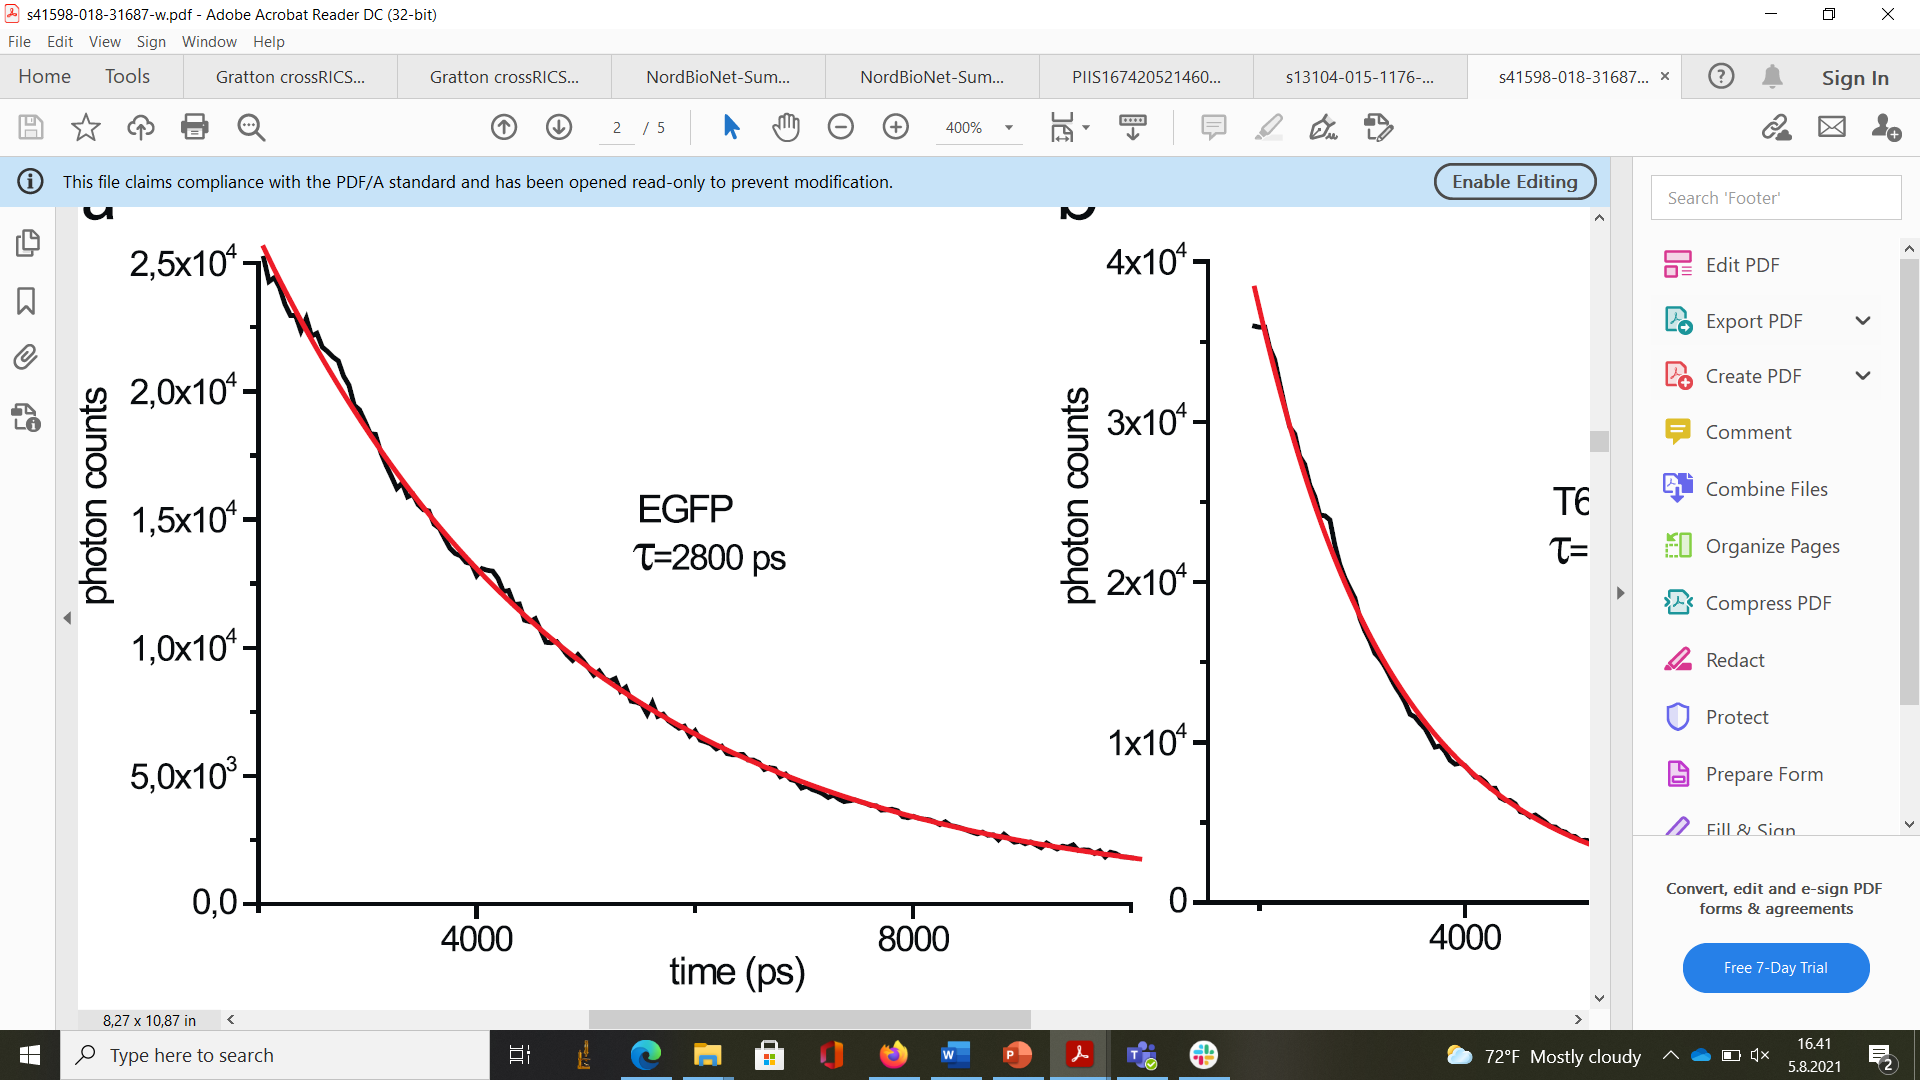 s41598-018-31687-w.pdf - Adobe Acrobat Reader DC (32-bit)
File Edit View Sign Window Help
Home Tools Gratton crossRICS... Gratton crossRICS... NordBioNet-Sum... NordBioNet-Sum... PIIS167420521460... s13104-015-1176-... s41598-018-31687... × Sign In
2 / 5 400%
This file claims compliance with the PDF/A standard and has been opened read-only to prevent modification. Enable Editing
Search 'Footer'
Edit PDF
Export PDF
Create PDF
Comment
Combine Files
Organize Pages
Compress PDF
Redact
Protect
Prepare Form
Fill & Sign
Convert, edit and e-sign PDF
forms & agreements
Free 7-Day Trial
a
2,5x10⁴
2,0x10⁴
1,5x10⁴
1,0x10⁴
5,0x10³
0,0
photon counts
EGFP
τ=2800 ps
4000 8000
time (ps)
b
4x10⁴
3x10⁴
2x10⁴
1x10⁴
0
photon counts
T6
τ=
4000
8,27 x 10,87 in
Type here to search
72°F Mostly cloudy
16.41
5.8.2021
2